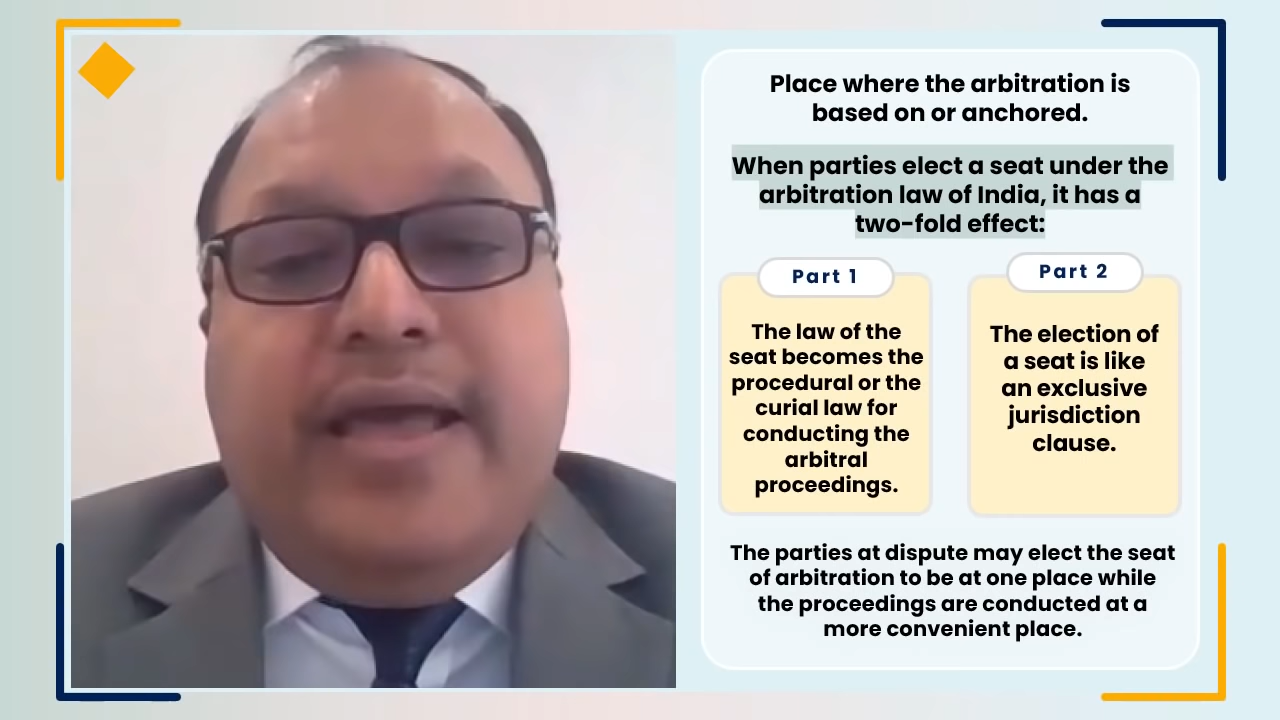 Place where the arbitration is
based on or anchored.
When parties elect a seat under the
arbitration law of India, it has a
two-fold effect:
Part 1
The law of the
seat becomes the
procedural or the
curial law for
conducting the
arbitral
proceedings.
Part 2
The election of
a seat is like
an exclusive
jurisdiction
clause.
The parties at dispute may elect the seat
of arbitration to be at one place while
the proceedings are conducted at a
more convenient place.